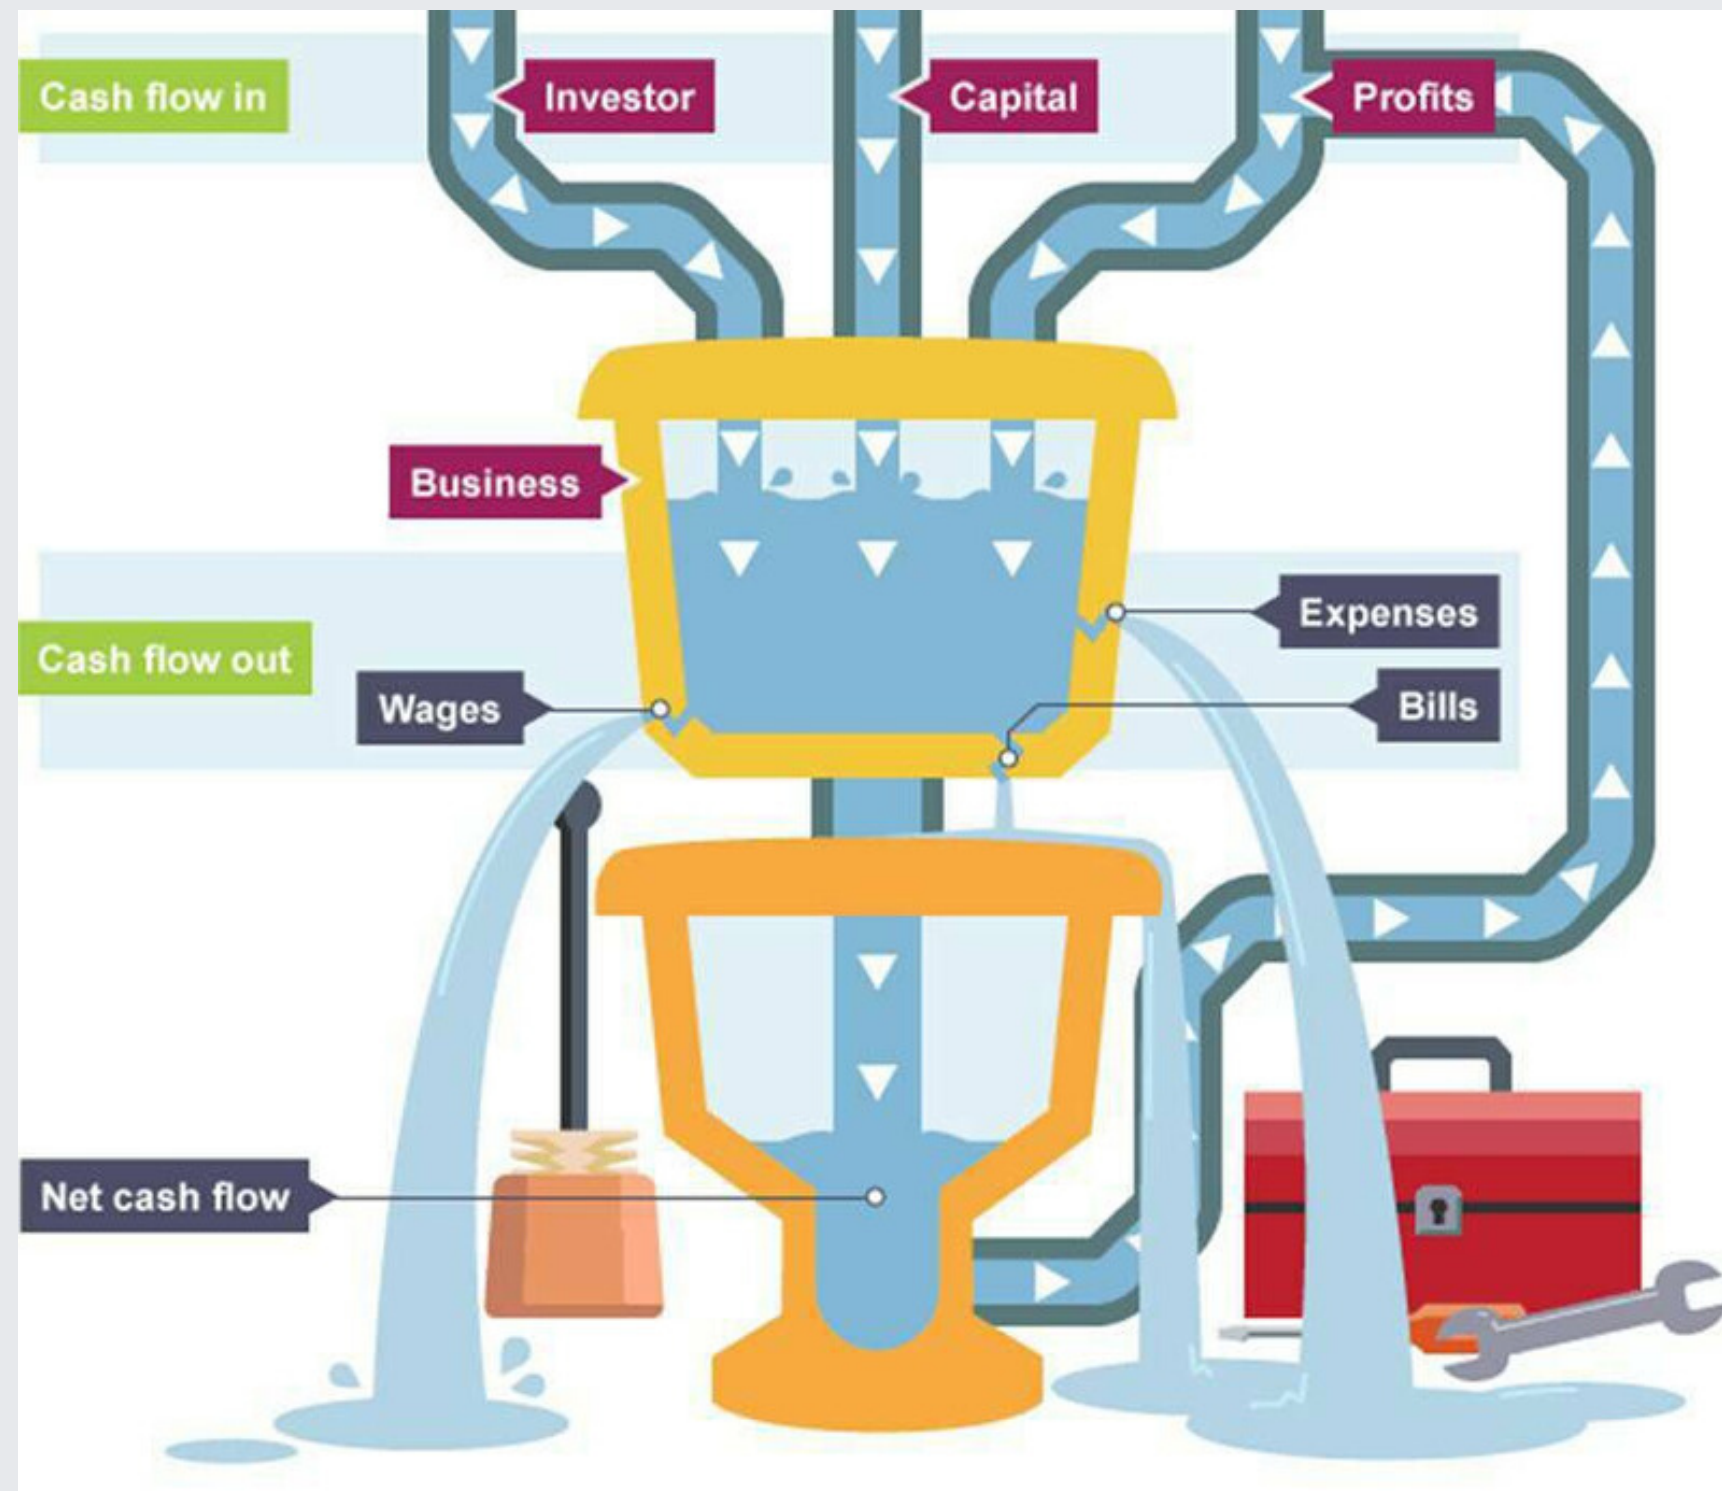 Cash flow in
Investor
Capital
Profits
Business
Expenses
Cash flow out
Wages
Bills
Net cash flow